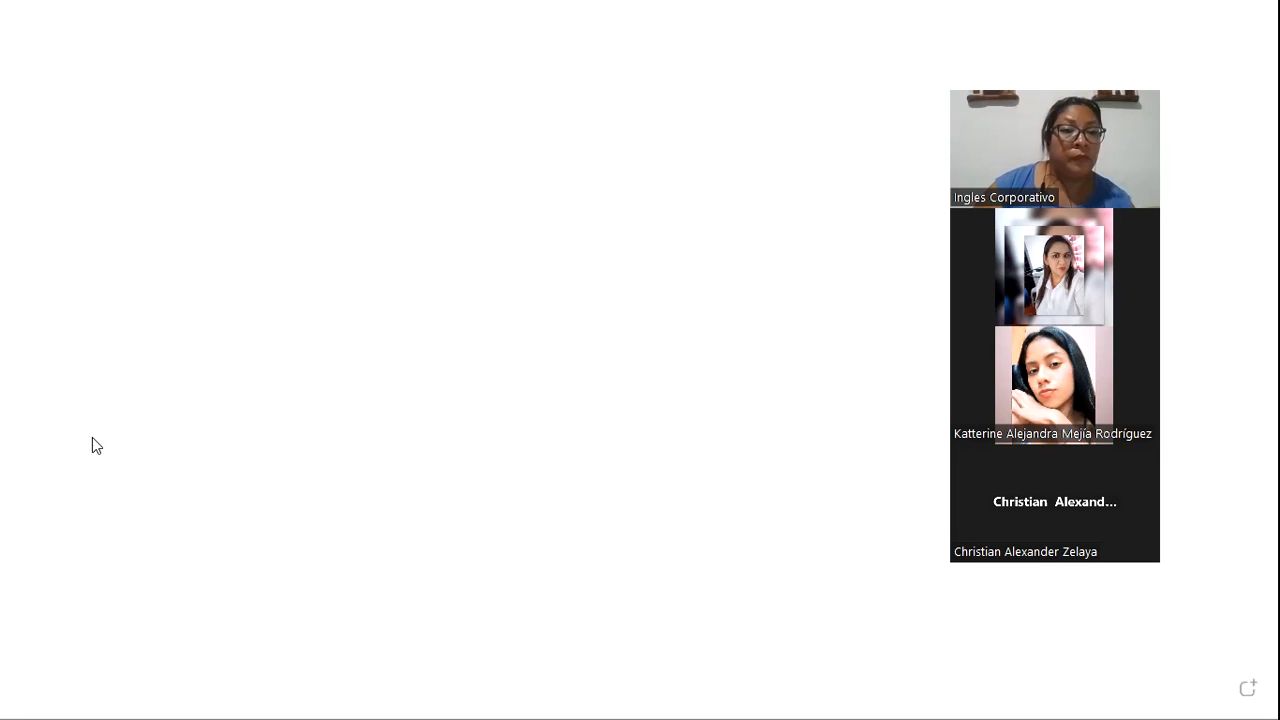 Ingles Corporativo
Katterine Alejandra Mejía Rodríguez
Christian Alexand...
Christian Alexander Zelaya